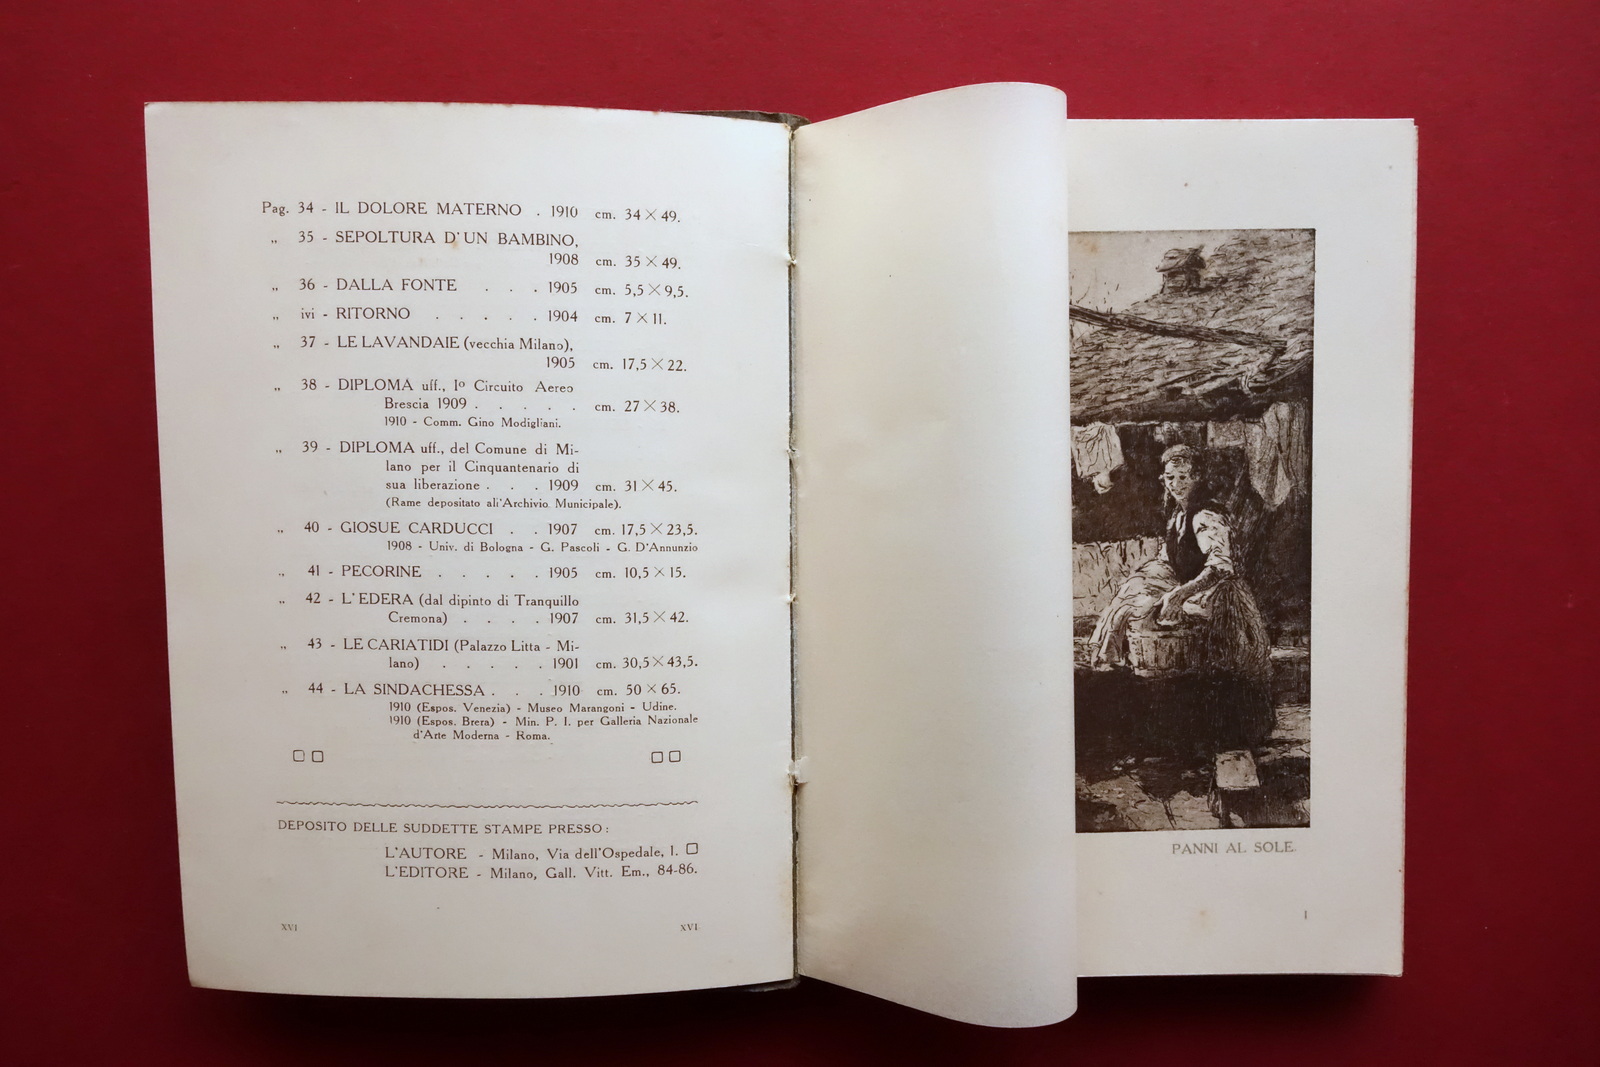 Pag. 34 - IL DOLORE MATERNO . 1910 cm. 34 × 49.
„ 35 - SEPOLTURA D'UN BAMBINO,
1908 cm. 35 × 49.
„ 36 - DALLA FONTE . . . 1905 cm. 5,5 × 9,5.
„ ivi - RITORNO . . . . . 1904 cm. 7 × 11.
„ 37 - LE LAVANDAIE (vecchia Milano),
1905 cm. 17,5 × 22.
„ 38 - DIPLOMA uff., 1º Circuito Aereo
Brescia 1909 . . . . . cm. 27 × 38.
1910 - Comm. Gino Modigliani.
„ 39 - DIPLOMA uff., del Comune di Mi-
lano per il Cinquantenario di
sua liberazione . . . 1909 cm. 31 × 45.
(Rame depositato all'Archivio Municipale).
„ 40 - GIOSUE CARDUCCI . . 1907 cm. 17,5 × 23,5.
1908 - Univ. di Bologna - G. Pascoli - G. D'Annunzio
„ 41 - PECORINE . . . . . 1905 cm. 10,5 × 15.
„ 42 - L'EDERA (dal dipinto di Tranquillo
Cremona) . . . . 1907 cm. 31,5 × 42.
„ 43 - LE CARIATIDI (Palazzo Litta - Mi-
lano) . . . . . 1901 cm. 30,5 × 43,5.
„ 44 - LA SINDACHESSA . . . 1910 cm. 50 × 65.
1910 (Espos. Venezia) - Museo Marangoni - Udine.
1910 (Espos. Brera) - Min. P. I. per Galleria Nazionale
d'Arte Moderna - Roma.
DEPOSITO DELLE SUDDETTE STAMPE PRESSO :
L'AUTORE - Milano, Via dell'Ospedale, 1.
L'EDITORE - Milano, Gall. Vitt. Em., 84-86.
XVI XVI
PANNI AL SOLE.
I